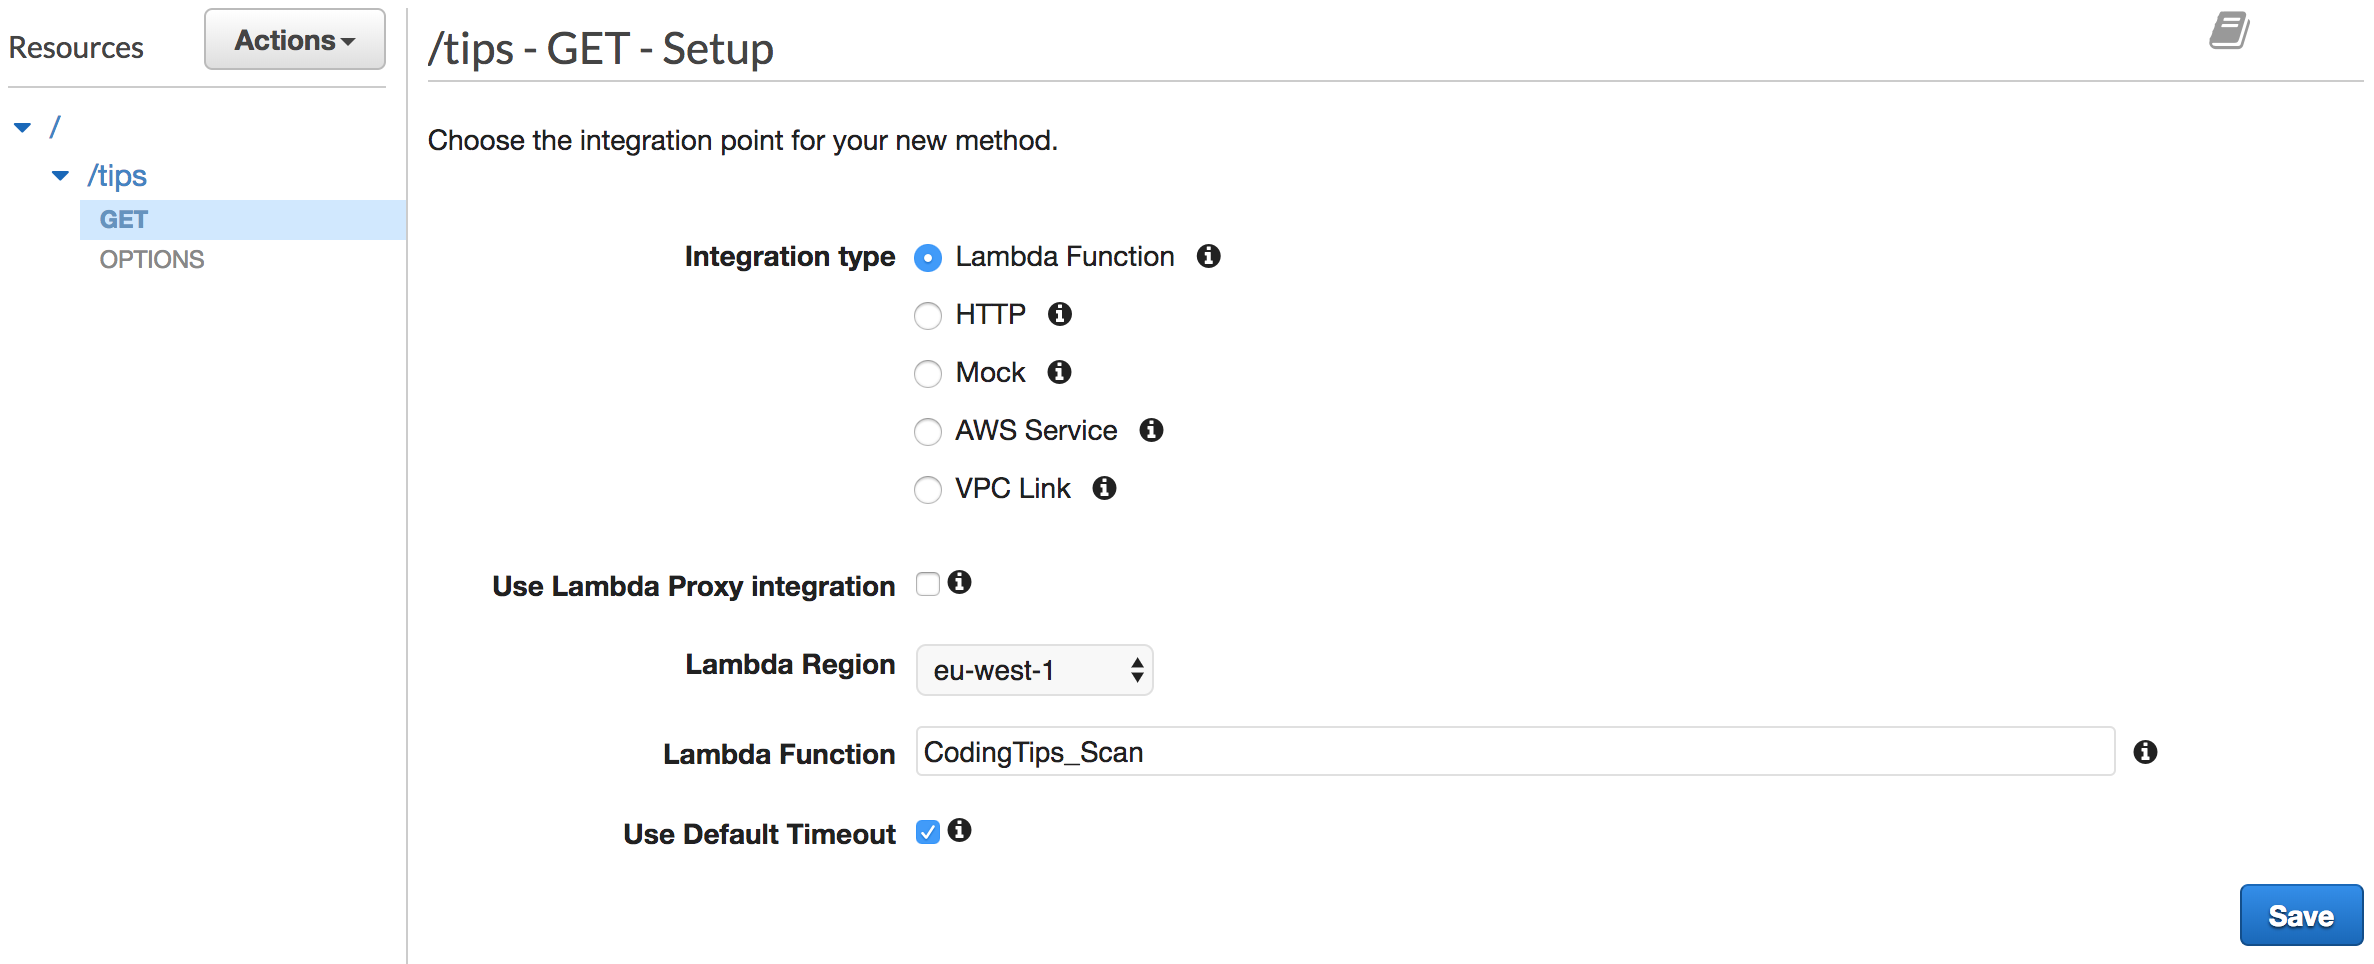 Resources
Actions
/
/tips
GET
OPTIONS
/tips - GET - Setup
Choose the integration point for your new method.
Integration type Lambda Function
HTTP
Mock
AWS Service
VPC Link
Use Lambda Proxy integration
Lambda Region eu-west-1
Lambda Function CodingTips_Scan
Use Default Timeout
Save